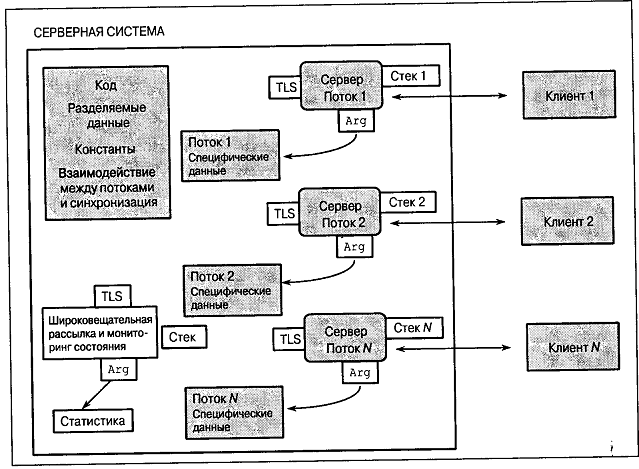 СЕРВЕРНАЯ СИСТЕМА
Код
Разделяемые
данные
Константы
Взаимодействие
между потоками
и синхронизация
TLS
Сервер
Поток 1
Стек 1
Arg
Клиент 1
Поток 1
Специфические
данные
TLS
Сервер
Поток 2
Стек 2
Arg
Клиент 2
Поток 2
Специфические
данные
TLS
Широковещательная
рассылка и монито-
ринг состояния
Стек
Arg
Статистика
TLS
Сервер
Поток N
Стек N
Arg
Клиент N
Поток N
Специфические
данные